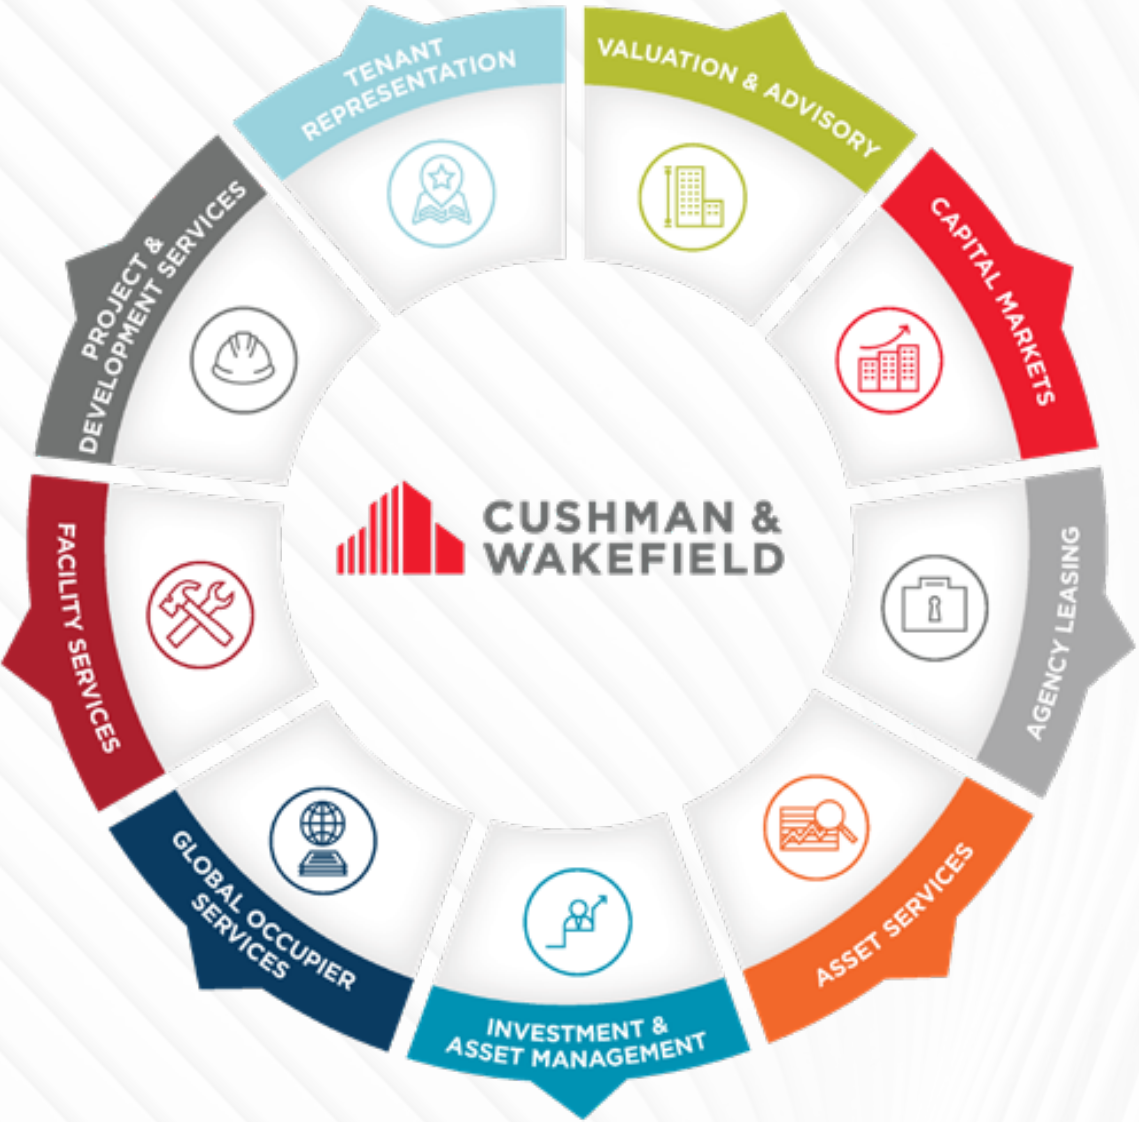 TENANT
REPRESENTATION
VALUATION & ADVISORY
CAPITAL MARKETS
AGENCY LEASING
ASSET SERVICES
INVESTMENT &
ASSET MANAGEMENT
GLOBAL OCCUPIER
SERVICES
FACILITY SERVICES
PROJECT &
DEVELOPMENT SERVICES
CUSHMAN &
WAKEFIELD